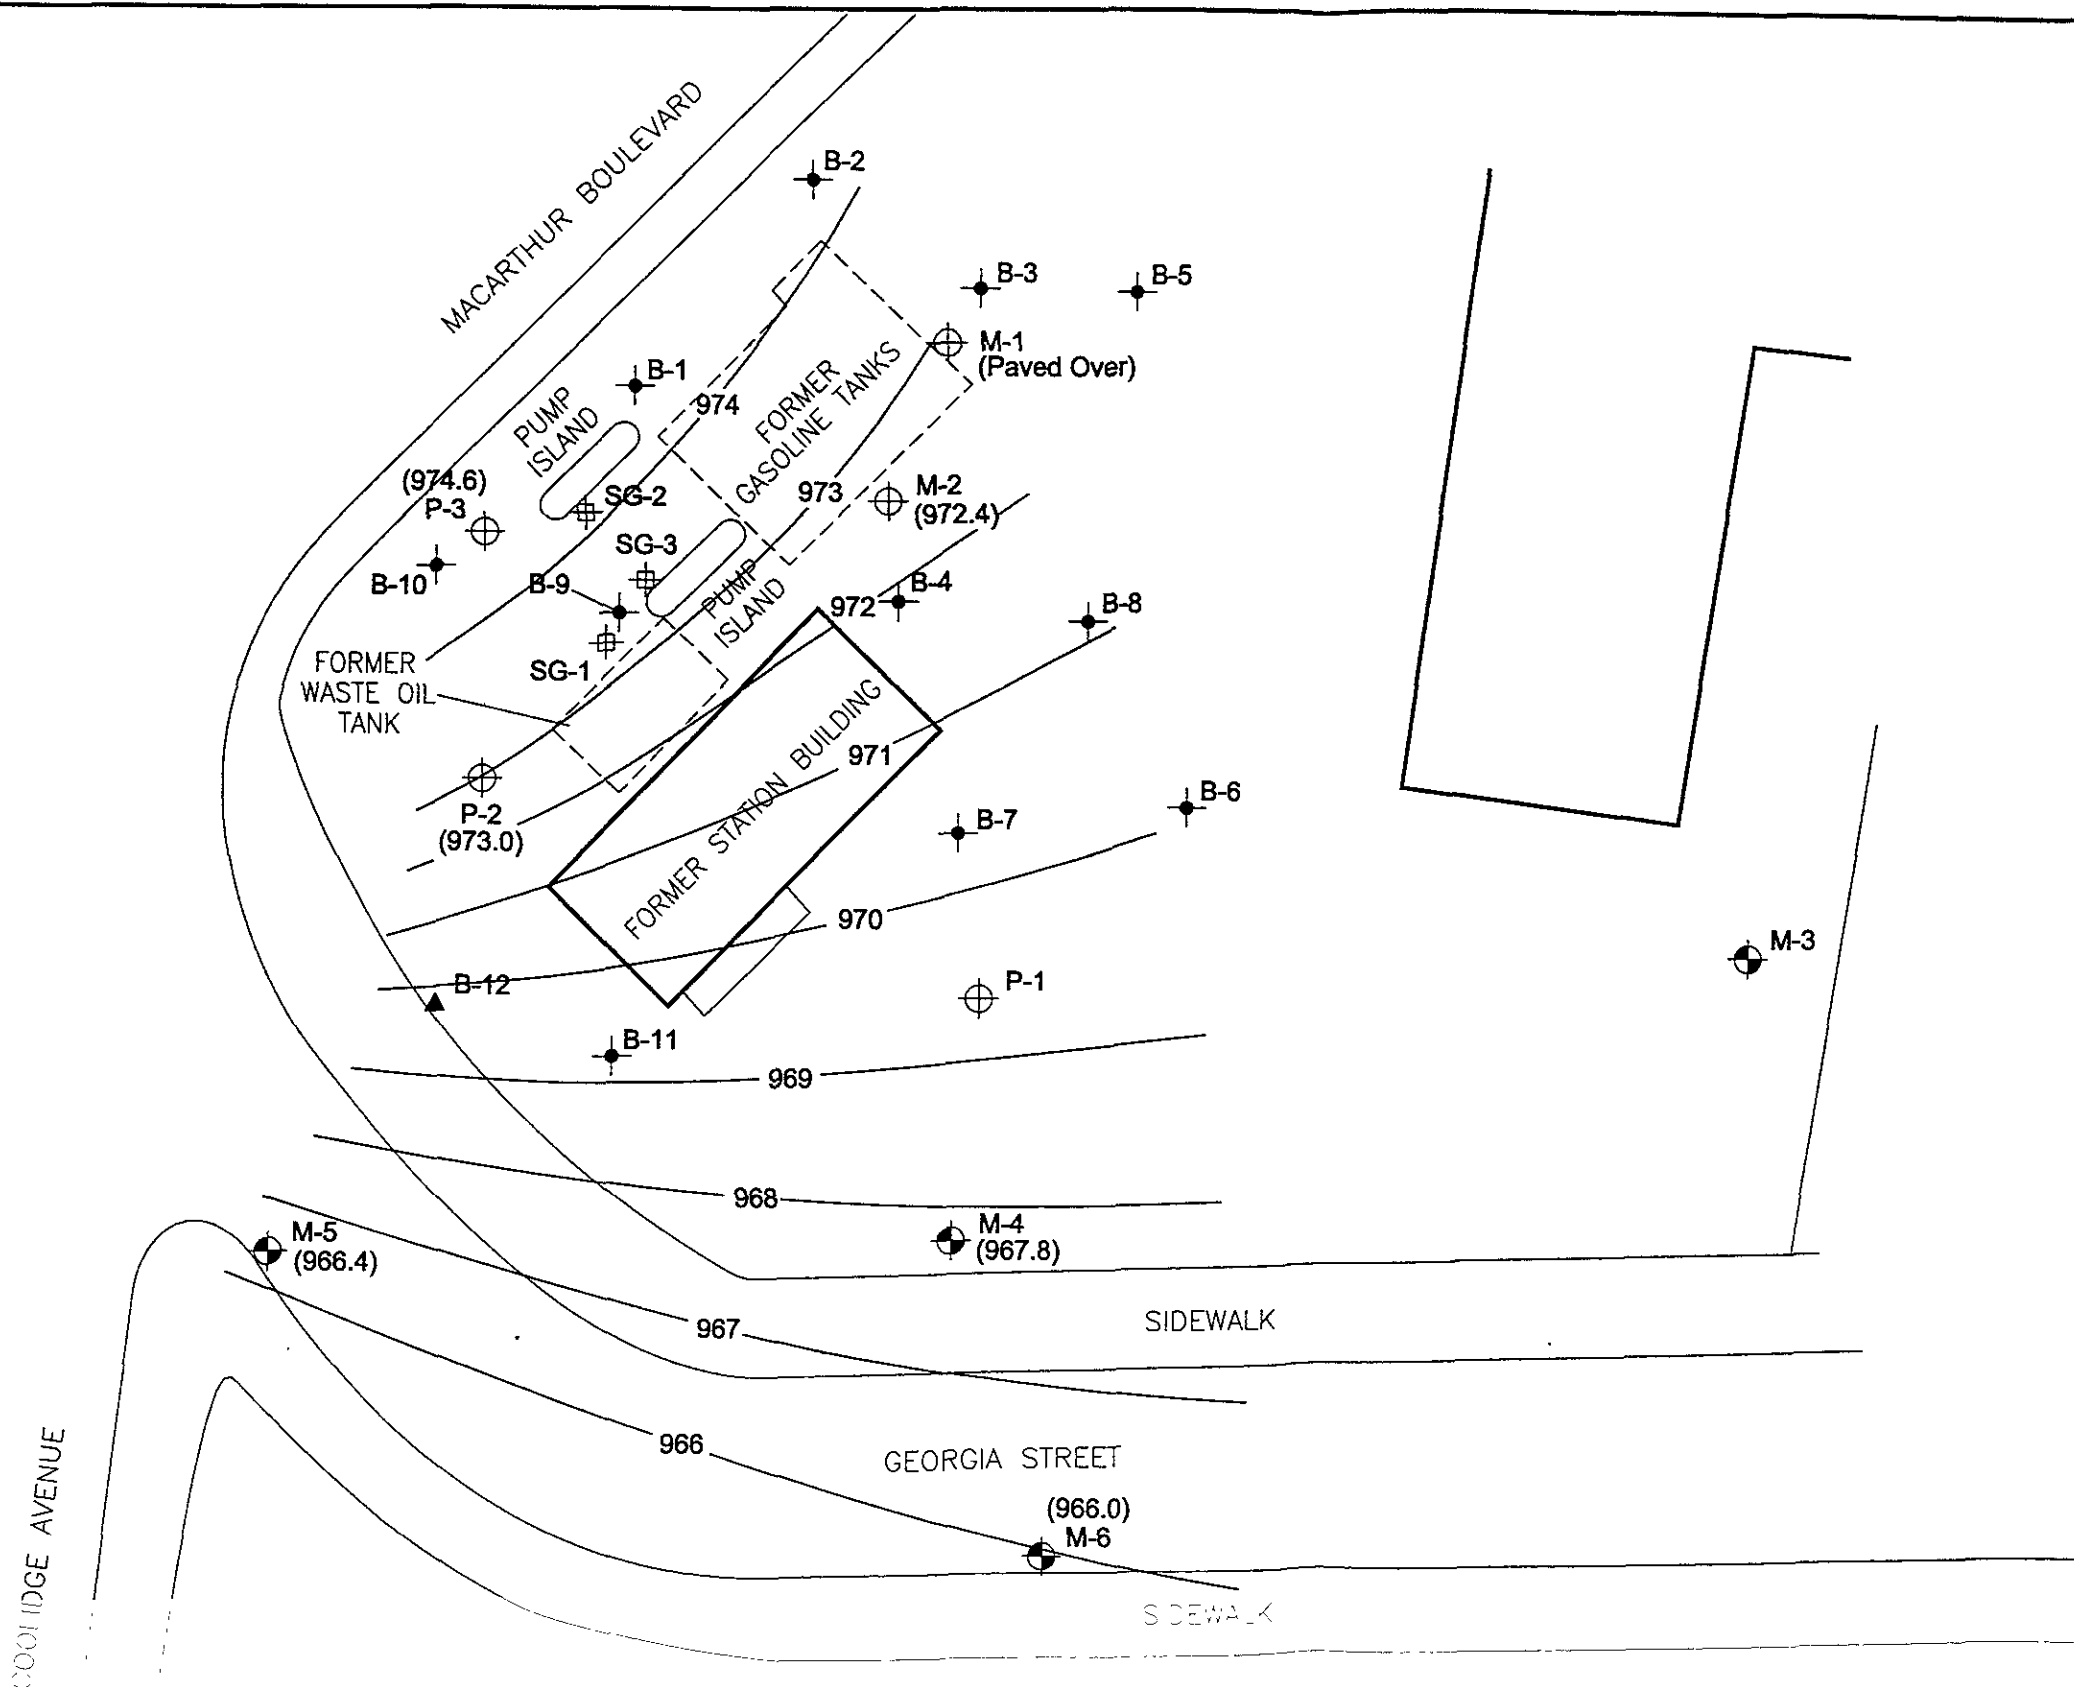 MACARTHUR BOULEVARD
B-2
B-3
B-5
M-1
(Paved Over)
B-1
974
FORMER
GASOLINE TANKS
PUMP
ISLAND
(974.6)
P-3
SG-2
973
M-2
(972.4)
SG-3
B-10
B-9
PUMP
ISLAND
B-4
972
B-8
SG-1
FORMER
WASTE OIL
TANK
971
FORMER STATION BUILDING
P-2
(973.0)
B-7
B-6
970
M-3
B-12
P-1
B-11
969
968
M-4
(967.8)
M-5
(966.4)
967
SIDEWALK
966
GEORGIA STREET
(966.0)
M-6
SIDEWALK
COOLIDGE AVENUE